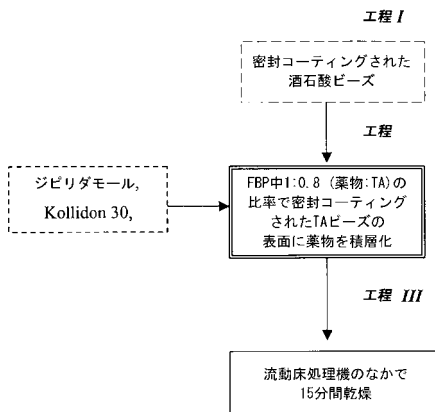 工程 I
密封コーティングされた
酒石酸ビーズ
工程
ジピリダモール,
Kollidon 30,
FBP中1:0.8 (薬物:TA)の
比率で密封コーティング
されたTAビーズの
表面に薬物を積層化
工程 III
流動床処理機のなかで
15分間乾燥